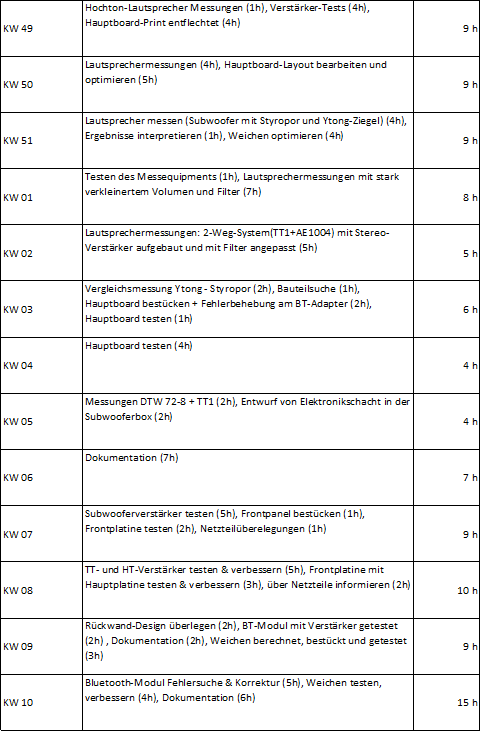 KW 49
Hochton-Lautsprecher Messungen (1h), Verstärker-Tests (4h),
Hauptboard-Print entflechtet (4h)
9 h
KW 50
Lautsprechermessungen (4h), Hauptboard-Layout bearbeiten und
optimieren (5h)
9 h
KW 51
Lautsprecher messen (Subwoofer mit Styropor und Ytong-Ziegel) (4h),
Ergebnisse interpretieren (1h), Weichen optimieren (4h)
9 h
KW 01
Testen des Messequipments (1h), Lautsprechermessungen mit stark
verkleinertem Volumen und Filter (7h)
8 h
KW 02
Lautsprechermessungen: 2-Weg-System(TT1+AE1004) mit Stereo-
Verstärker aufgebaut und mit Filter angepasst (5h)
5 h
KW 03
Vergleichsmessung Ytong - Styropor (2h), Bauteilsuche (1h),
Hauptboard bestücken + Fehlerbehebung am BT-Adapter (2h),
Hauptboard testen (1h)
6 h
KW 04
Hauptboard testen (4h)
4 h
KW 05
Messungen DTW 72-8 + TT1 (2h), Entwurf von Elektronikschacht in der
Subwooferbox (2h)
4 h
KW 06
Dokumentation (7h)
7 h
KW 07
Subwooferverstärker testen (5h), Frontpanel bestücken (1h),
Frontplatine testen (2h), Netzteilüberelegungen (1h)
9 h
KW 08
TT- und HT-Verstärker testen & verbessern (5h), Frontplatine mit
Hauptplatine testen & verbessern (3h), über Netzteile informieren (2h)
10 h
KW 09
Rückwand-Design überlegen (2h), BT-Modul mit Verstärker getestet
(2h) , Dokumentation (2h), Weichen berechnet, bestückt und getestet
(3h)
9 h
KW 10
Bluetooth-Modul Fehlersuche & Korrektur (5h), Weichen testen,
verbessern (4h), Dokumentation (6h)
15 h